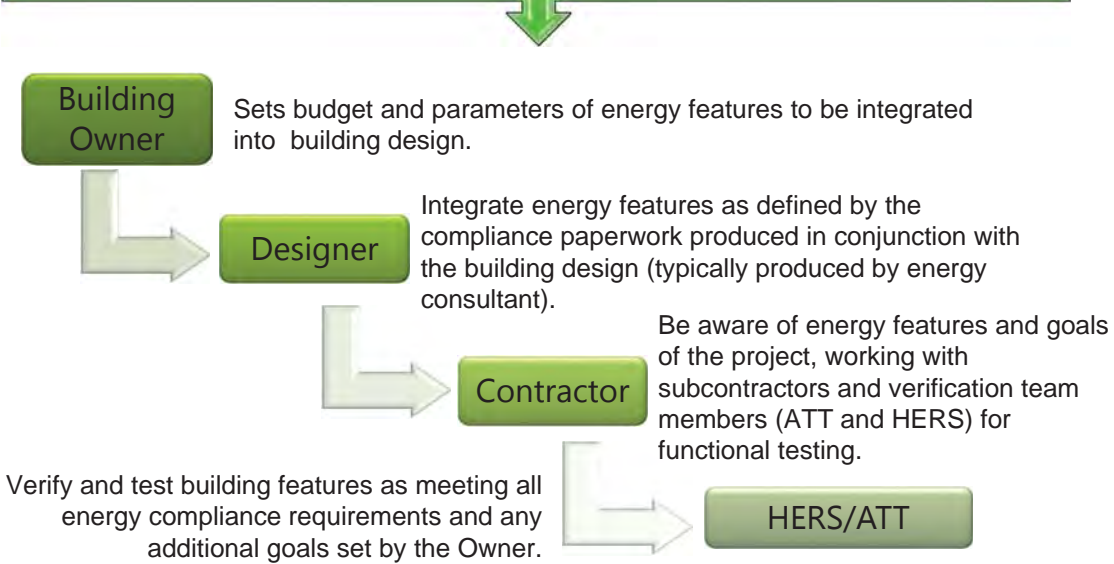 Building
Owner
Sets budget and parameters of energy features to be integrated
into building design.
Designer
Integrate energy features as defined by the
compliance paperwork produced in conjunction with
the building design (typically produced by energy
consultant).
Contractor
Be aware of energy features and goals
of the project, working with
subcontractors and verification team
members (ATT and HERS) for
functional testing.
Verify and test building features as meeting all
energy compliance requirements and any
additional goals set by the Owner.
HERS/ATT